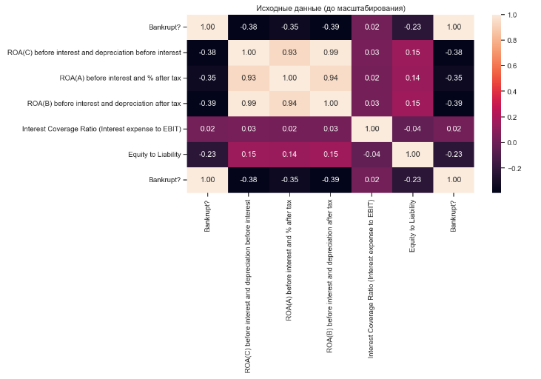 Исходные данные (до масштабирования)
Bankrupt? 1.00 -0.38 -0.35 -0.39 0.02 -0.23 1.00
ROA(C) before interest and depreciation before interest -0.38 1.00 0.93 0.99 0.03 0.15 -0.38
ROA(A) before interest and % after tax -0.35 0.93 1.00 0.94 0.02 0.14 -0.35
ROA(B) before interest and depreciation after tax -0.39 0.99 0.94 1.00 0.03 0.15 -0.39
Interest Coverage Ratio (Interest expense to EBIT) 0.02 0.03 0.02 0.03 1.00 -0.04 0.02
Equity to Liability -0.23 0.15 0.14 0.15 -0.04 1.00 -0.23
Bankrupt? 1.00 -0.38 -0.35 -0.39 0.02 -0.23 1.00
Bankrupt?
ROA(C) before interest and depreciation before interest
ROA(A) before interest and % after tax
ROA(B) before interest and depreciation after tax
Interest Coverage Ratio (Interest expense to EBIT)
Equity to Liability
Bankrupt?
1.0
0.8
0.6
0.4
0.2
0.0
-0.2